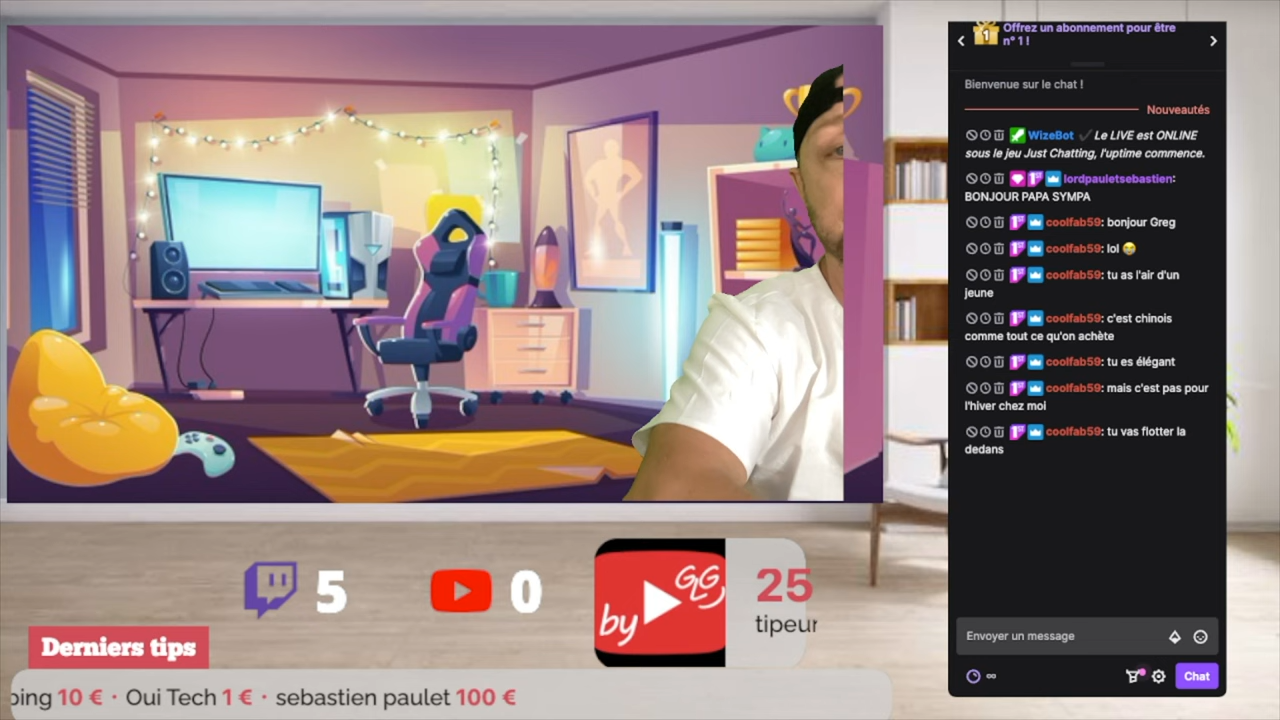 Offrez un abonnement pour être
n° 1 !
1
Bienvenue sur le chat !
Nouveautés
WizeBot ✔ Le LIVE est ONLINE
sous le jeu Just Chatting, l'uptime commence.
lordpauletsebastien:
BONJOUR PAPA SYMPA
coolfab59: bonjour Greg
coolfab59: lol 😂
coolfab59: tu as l'air d'un
jeune
coolfab59: c'est chinois
comme tout ce qu'on achète
coolfab59: tu es élégant
coolfab59: mais c'est pas pour
l'hiver chez moi
coolfab59: tu vas flotter la
dedans
Envoyer un message
∞
Chat
5
0
by GLG
25
tipeur
Derniers tips
ping 10 € · Oui Tech 1 € · sebastien paulet 100 €